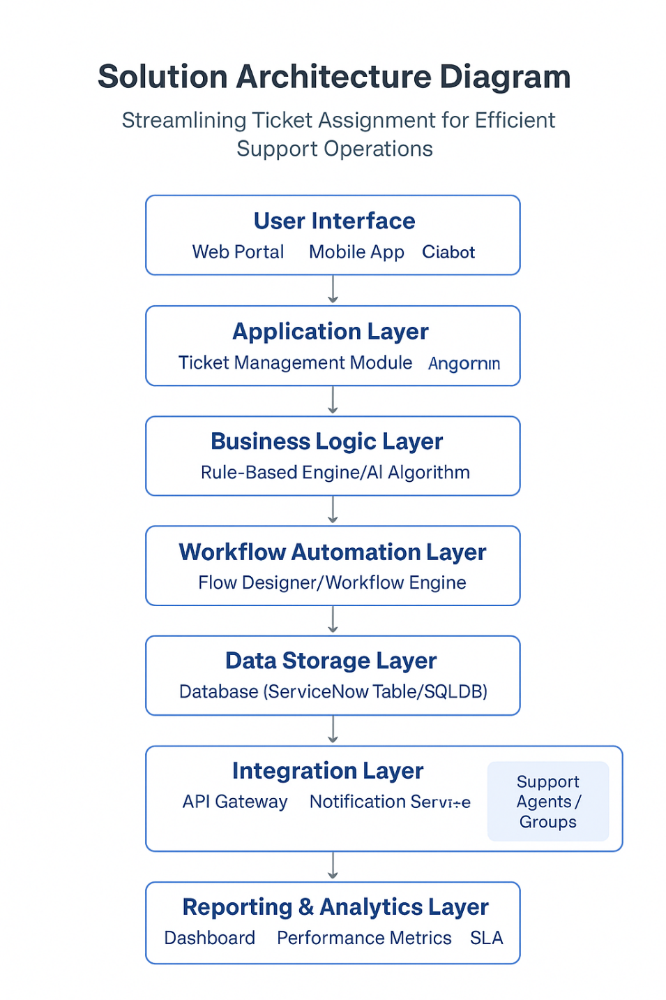 Solution Architecture Diagram
Streamlining Ticket Assignment for Efficient
Support Operations
User Interface
Web Portal Mobile App Ciabot
Application Layer
Ticket Management Module Angornm
Business Logic Layer
Rule-Based Engine/AI Algorithm
Workflow Automation Layer
Flow Designer/Workflow Engine
Data Storage Layer
Database (ServiceNow Table/SQLDB)
Integration Layer
API Gateway Notification
Support
Agents /
Groups
Reporting & Analytics Layer
Dashboard Performance Metrics SLA